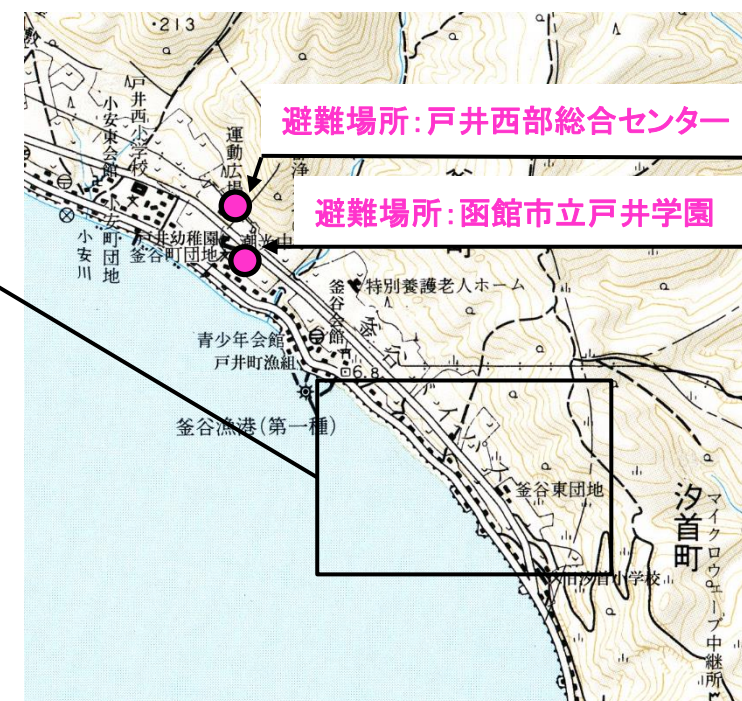 ・213
戸井西小学校
小安東会館
運動広場
避難場所：戸井西部総合センター
避難場所：函館市立戸井学園
小安町団地
小安川
戸井幼稚園
潮光中
釜谷町団地
特別養護老人ホーム
釜谷会館
青少年会館
戸井町漁組
6.8
釜谷漁港(第一種)
釜谷東団地
汐首町
マイクロウェーブ中継所
旧汐首小学校